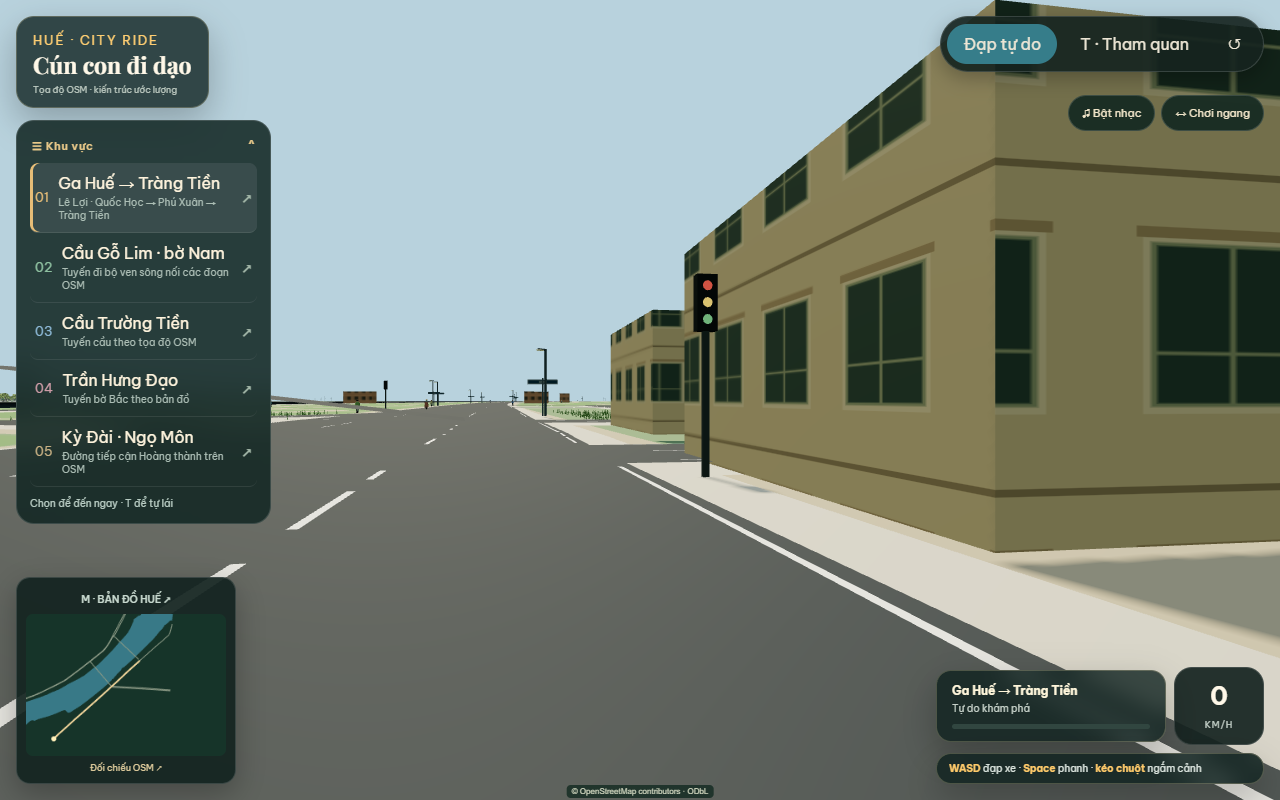 HUẾ · CITY RIDE
Cún con đi dạo
Tọa độ OSM · kiến trúc ước lượng
☰ Khu vực
01 Ga Huế → Tràng Tiền ↗
Lê Lợi · Quốc Học → Phú Xuân →
Tràng Tiền
02 Cầu Gỗ Lim · bờ Nam ↗
Tuyến đi bộ ven sông nối các đoạn
OSM
03 Cầu Trường Tiền ↗
Tuyến cầu theo tọa độ OSM
04 Trần Hưng Đạo ↗
Tuyến bờ Bắc theo bản đồ
05 Kỳ Đài · Ngọ Môn ↗
Đường tiếp cận Hoàng thành trên
OSM
Chọn để đến ngay · T để tự lái
M · BẢN ĐỒ HUẾ ↗
Đối chiếu OSM ↗
Đạp tự do
T · Tham quan ↺
♫ Bật nhạc
↔ Chơi ngang
Ga Huế → Tràng Tiền
Tự do khám phá
0
KM/H
WASD đạp xe · Space phanh · kéo chuột ngắm cảnh
© OpenStreetMap contributors · ODbL